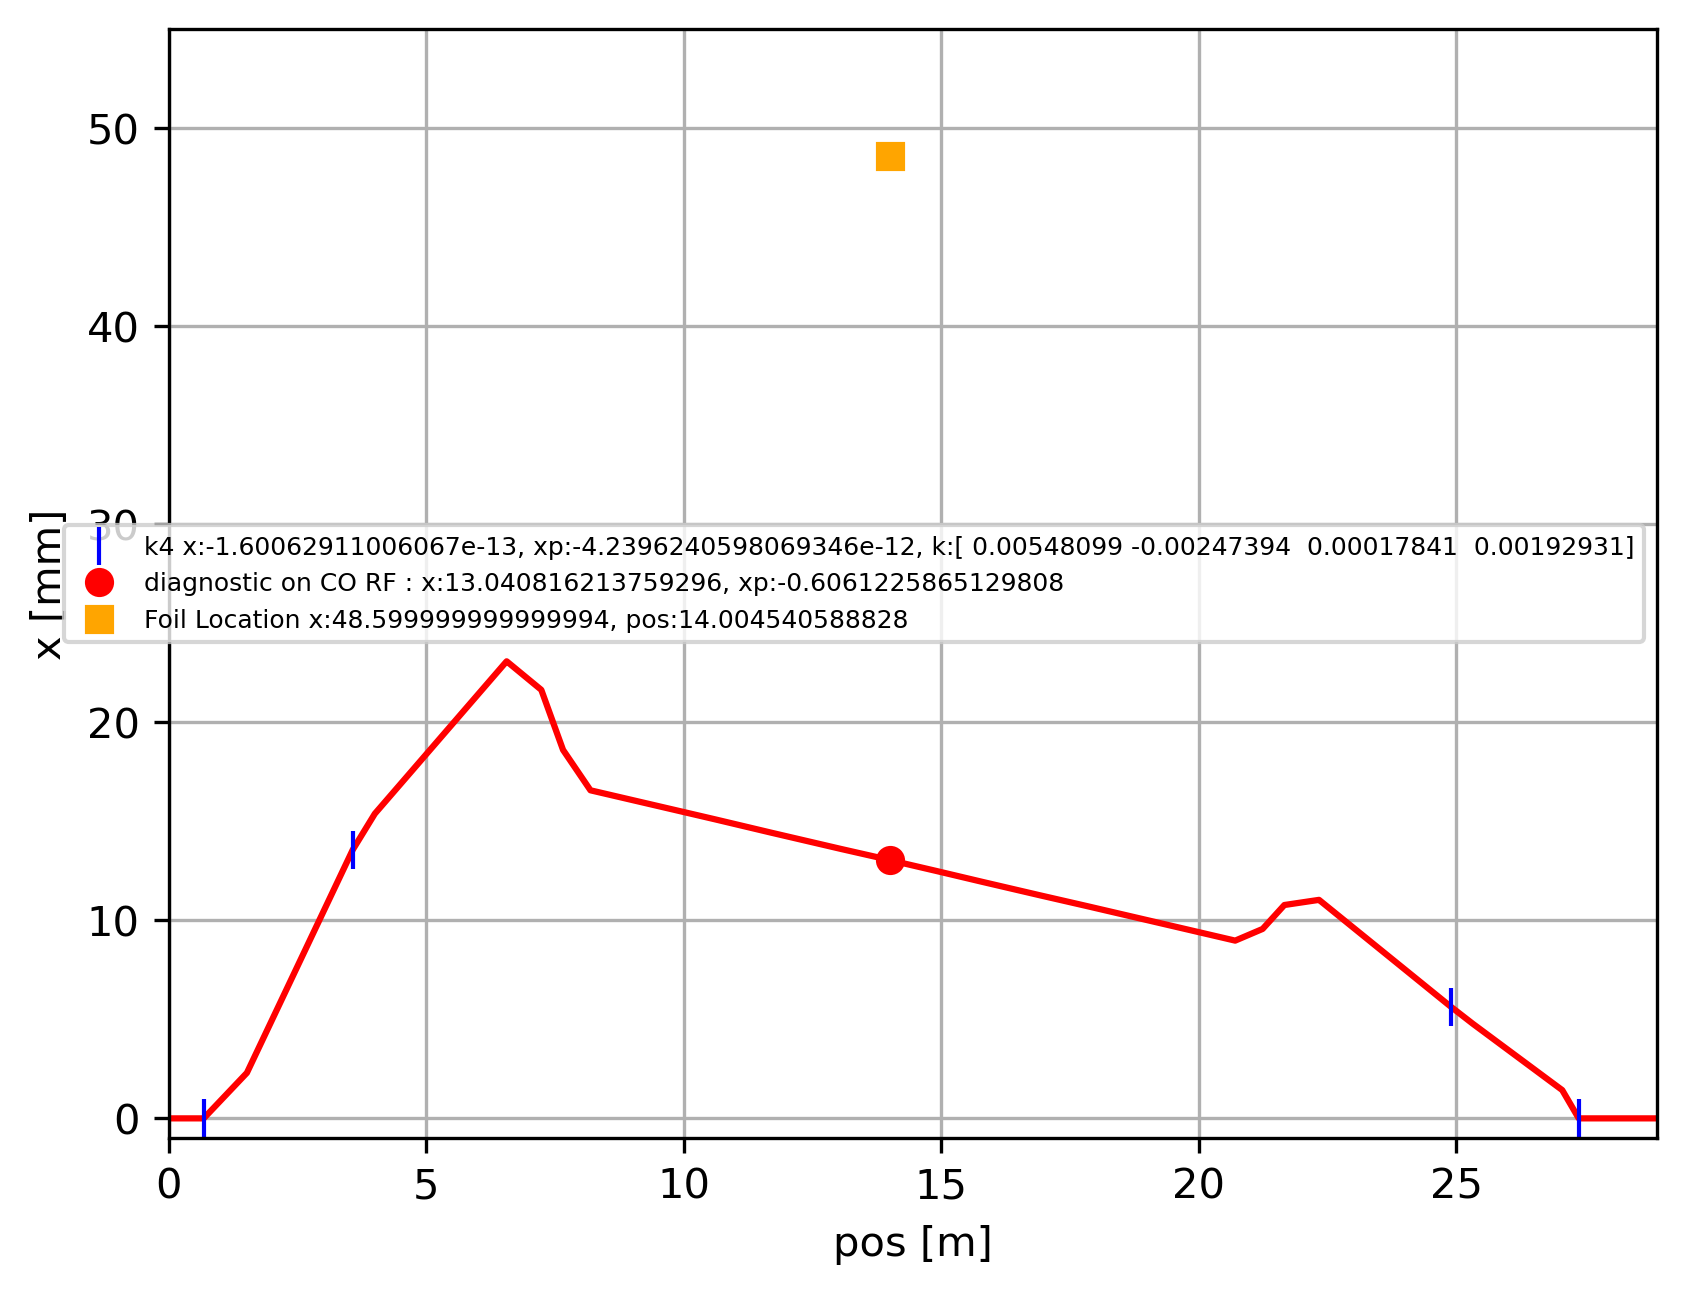 50
40
30
20
10
0
x [mm]
k4 x:-1.60062911006067e-13, xp:-4.2396240598069346e-12, k:[ 0.00548099 -0.00247394  0.00017841  0.00192931]
diagnostic on CO RF : x:13.040816213759296, xp:-0.6061225865129808
Foil Location x:48.599999999999994, pos:14.004540588828
0 5 10 15 20 25
pos [m]